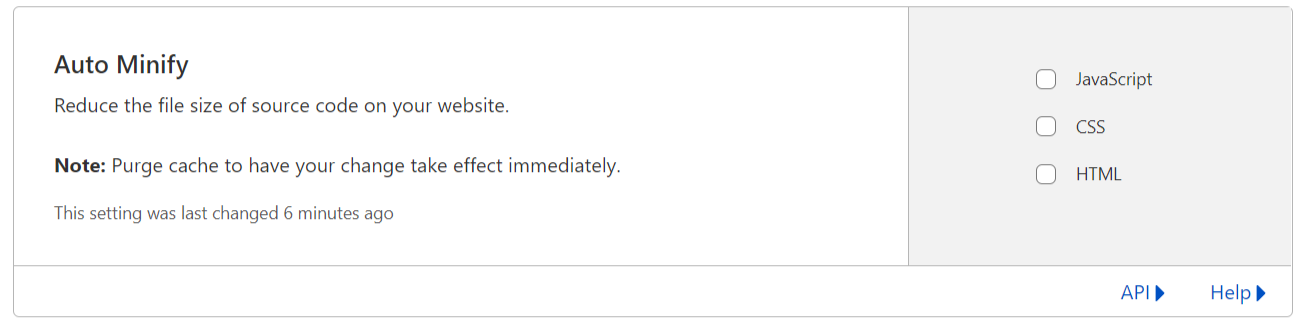 Auto Minify
Reduce the file size of source code on your website.
Note: Purge cache to have your change take effect immediately.
This setting was last changed 6 minutes ago
JavaScript
CSS
HTML
API
Help